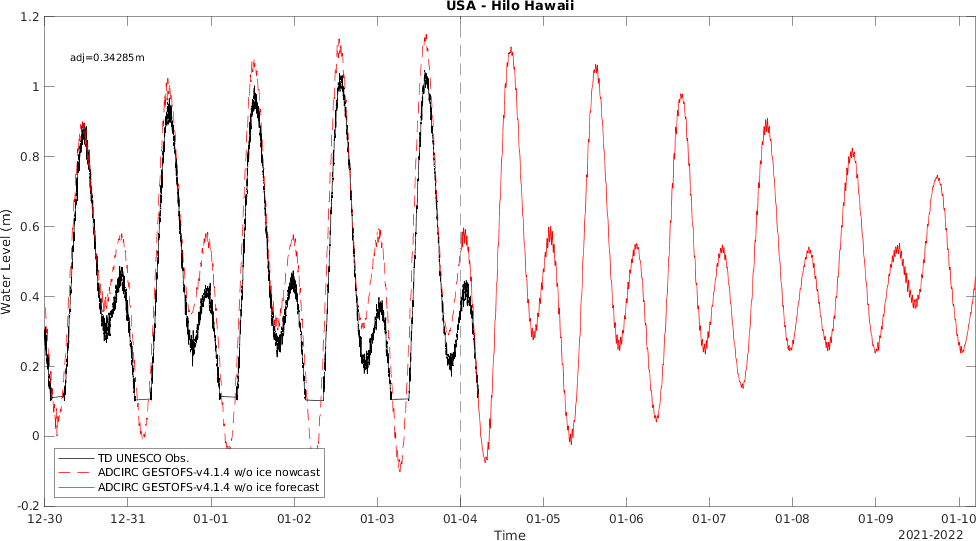 USA - Hilo Hawaii
1.2
1
0.8
0.6
0.4
0.2
0
-0.2
Water Level (m)
adj=0.34285m
TD UNESCO Obs.
ADCIRC GESTOFS-v4.1.4 w/o ice nowcast
ADCIRC GESTOFS-v4.1.4 w/o ice forecast
12-30 12-31 01-01 01-02 01-03 01-04 01-05 01-06 01-07 01-08 01-09 01-10
Time
2021-2022